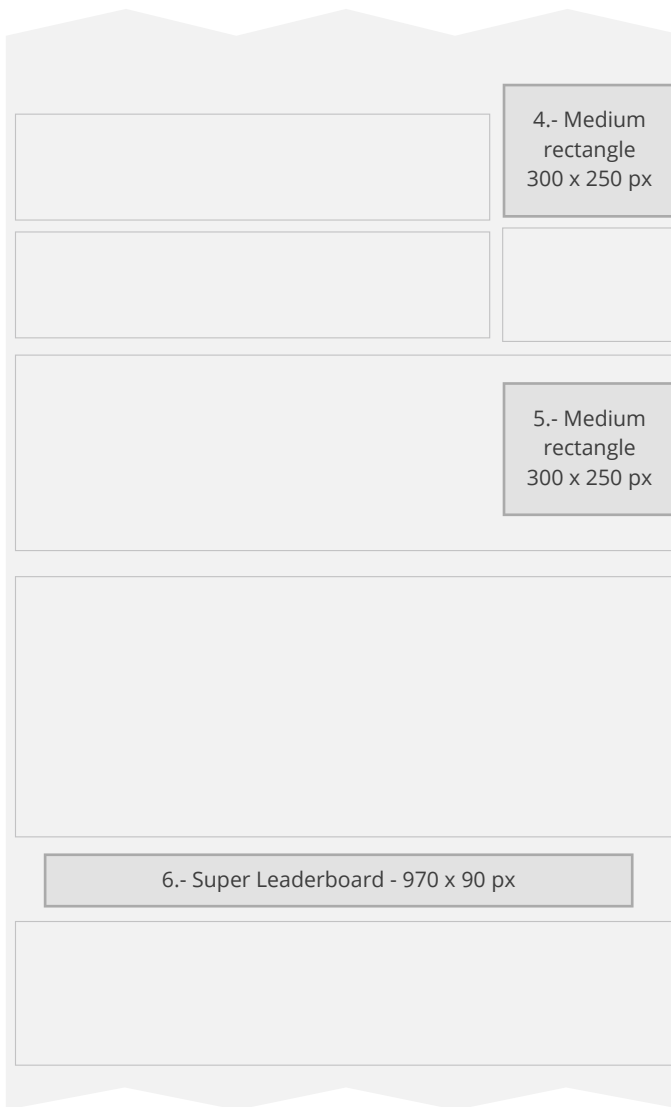 4.- Medium
rectangle
300 x 250 px
5.- Medium
rectangle
300 x 250 px
6.- Super Leaderboard - 970 x 90 px